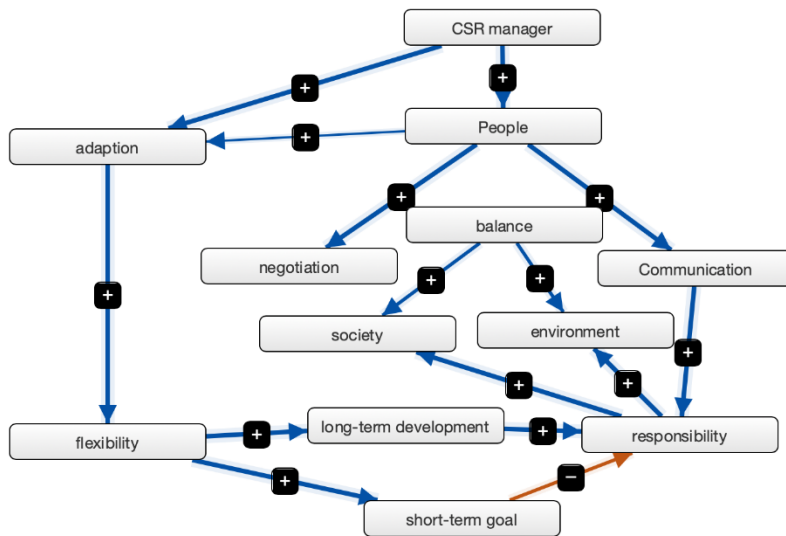 CSR manager
+
+
People
+
adaption
+
+
balance
negotiation
Communication
+
+
+
society
environment
+
+
+
flexibility
+
long-term development
+
responsibility
+
−
short-term goal